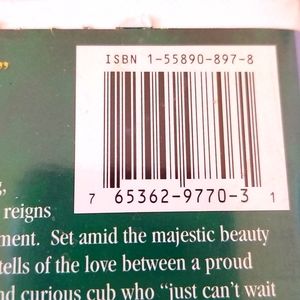 ”
ISBN 1-55890-897-8
7 65362-9770-3 1
reigns
ment. Set amid the majestic beauty
tells of the love between a proud
nd curious cub who “just can’t wait